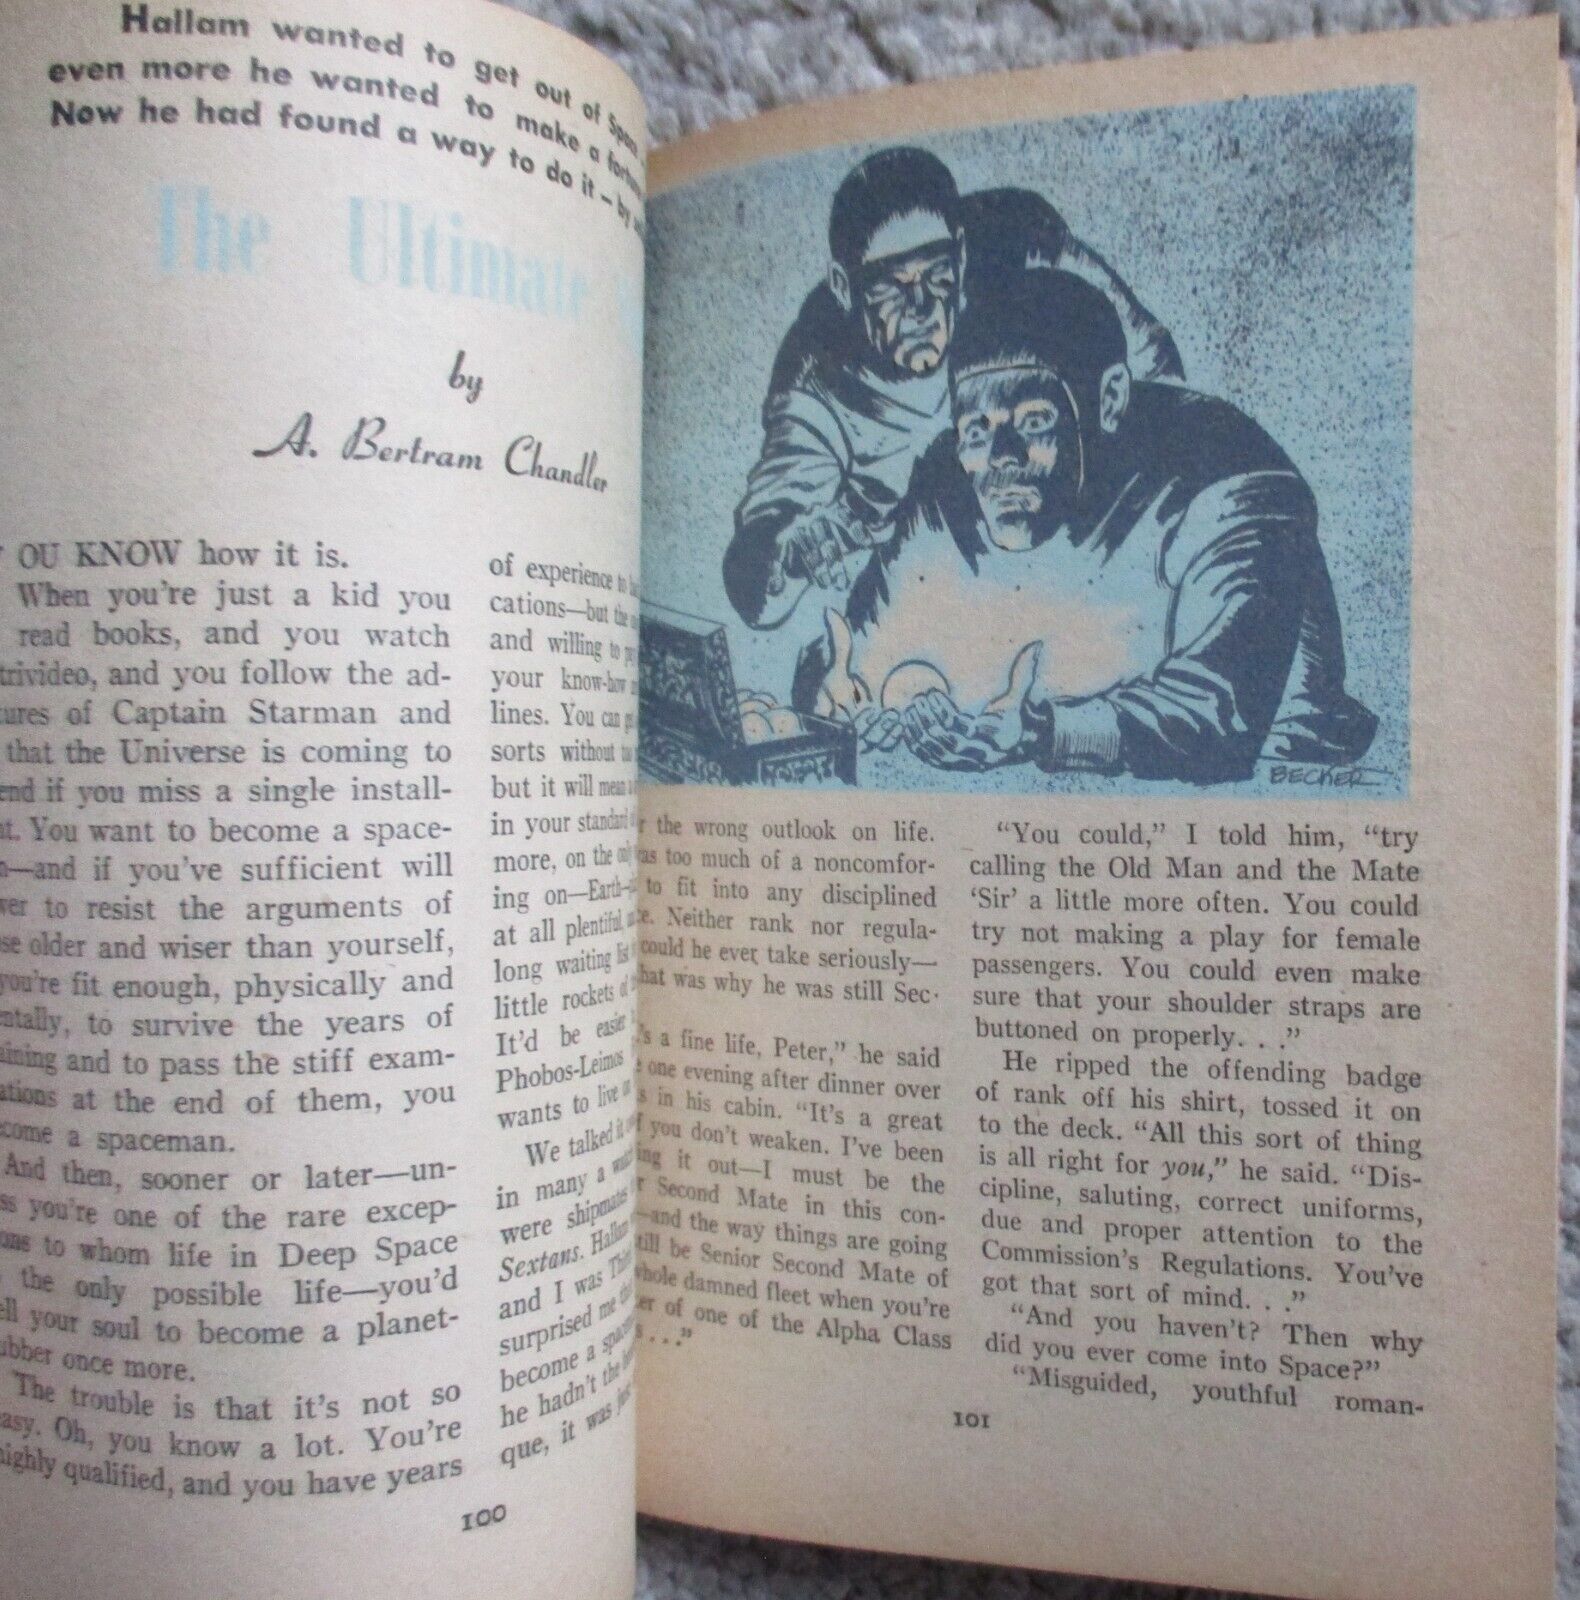 Hallam wanted to get out of Space
even more he wanted to make a
Now he had found a way to do it – by
The Ultimate
by
A. Bertram Chandler
OU KNOW how it is.
When you're just a kid you
read books, and you watch
trivideo, and you follow the ad-
of Captain Starman and
that the Universe is coming to
if you miss a single install-
You want to become a space-
and if you've sufficient will
to resist the arguments of
older and wiser than yourself,
you're fit enough, physically and
to survive the years of
and to pass the stiff exam-
at the end of them, you
a spaceman.
And then, sooner or later—un-
you're one of the rare excep-
to whom life in Deep Space
the only possible life—you'd
your soul to become a planet-
once more.
The trouble is that it's not so
Oh, you know a lot. You're
highly qualified, and you have years
of experience to
cations—but the
and willing to
your know-how
lines. You can
sorts without
but it will mean a
in your standard
more, on the only
ing on—Earth—
at all plentiful,
long waiting list
little rockets of
It'd be easier
Phobos-Leimos
wants to live
We talked it
in many a
were shipmates
Sextans. Hallam
and I was
surprised me
become a
he hadn't the
que, it was just
100
BECKER
the wrong outlook on life.
too much of a noncomfor-
to fit into any disciplined
Neither rank nor regula-
could he ever take seriously—
that was why he was still Sec-
a fine life, Peter," he said
one evening after dinner over
in his cabin. "It's a great
you don't weaken. I've been
it out—I must be the
Second Mate in this con-
and the way things are going
be Senior Second Mate of
whole damned fleet when you're
of one of the Alpha Class
. . ."
"You could," I told him, "try
calling the Old Man and the Mate
'Sir' a little more often. You could
try not making a play for female
passengers. You could even make
sure that your shoulder straps are
buttoned on properly. . ."
He ripped the offending badge
of rank off his shirt, tossed it on
to the deck. "All this sort of thing
is all right for you," he said. "Dis-
cipline, saluting, correct uniforms,
due and proper attention to the
Commission's Regulations. You've
got that sort of mind. . ."
"And you haven't? Then why
did you ever come into Space?"
"Misguided, youthful roman-
101